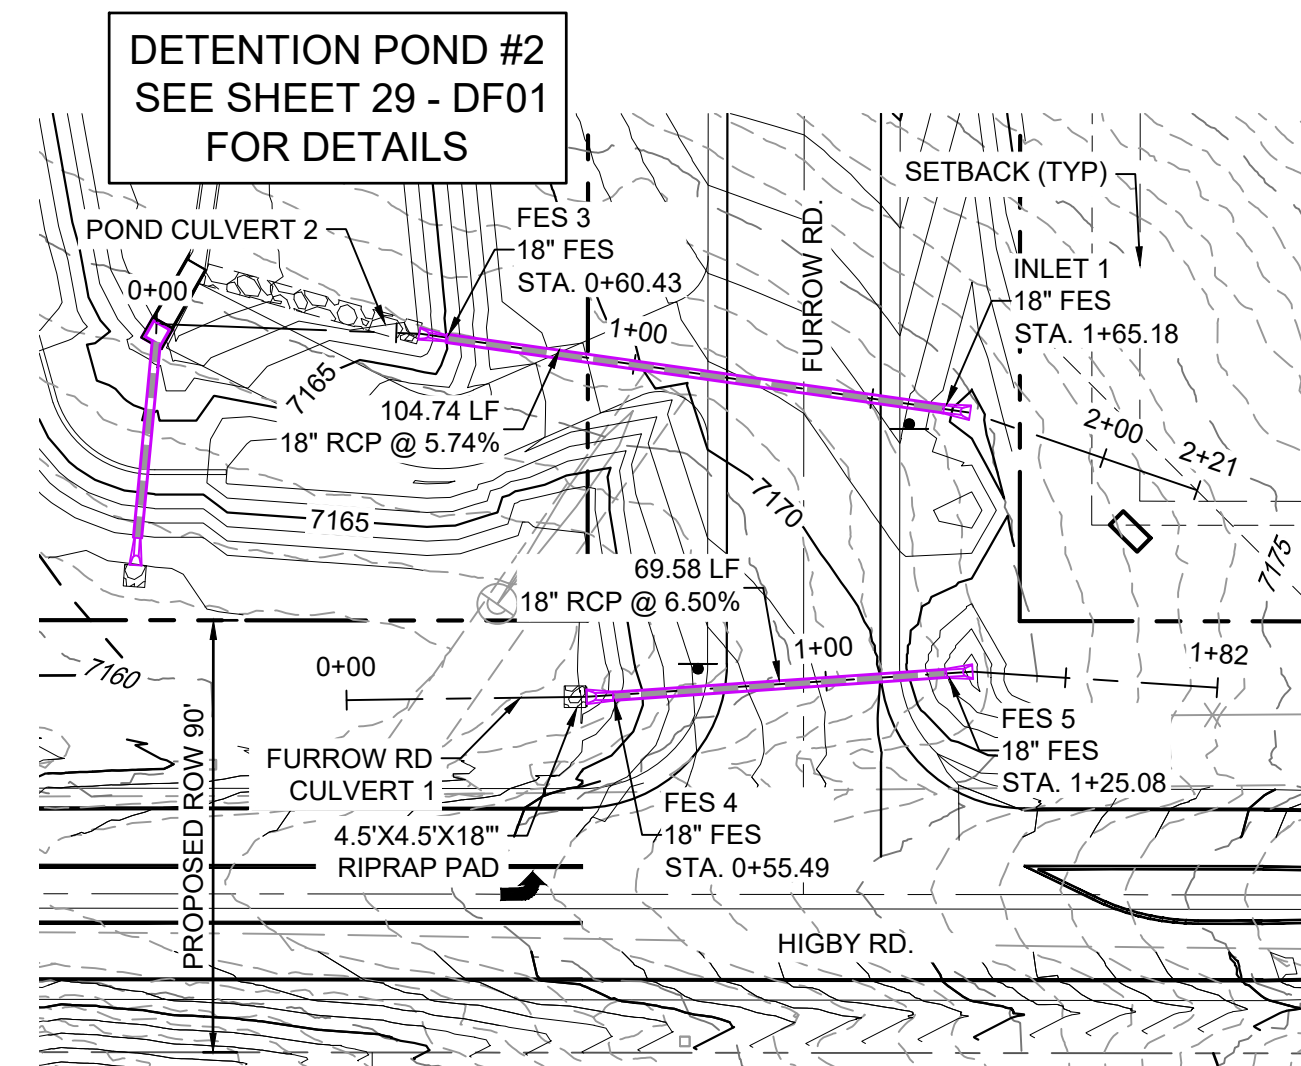 DETENTION POND #2
SEE SHEET 29 - DF01
FOR DETAILS
SETBACK (TYP)
POND CULVERT 2
FES 3
18" FES
STA. 0+60.43
FURROW RD.
INLET 1
18" FES
STA. 1+65.18
0+00
1+00
7165
104.74 LF
18" RCP @ 5.74%
2+00
2+21
7165
7170
7175
69.58 LF
18" RCP @ 6.50%
7160
0+00
1+00
1+82
PROPOSED ROW 90'
FURROW RD
CULVERT 1
FES 5
18" FES
STA. 1+25.08
4.5'X4.5'X18"'
RIPRAP PAD
FES 4
18" FES
STA. 0+55.49
HIGBY RD.